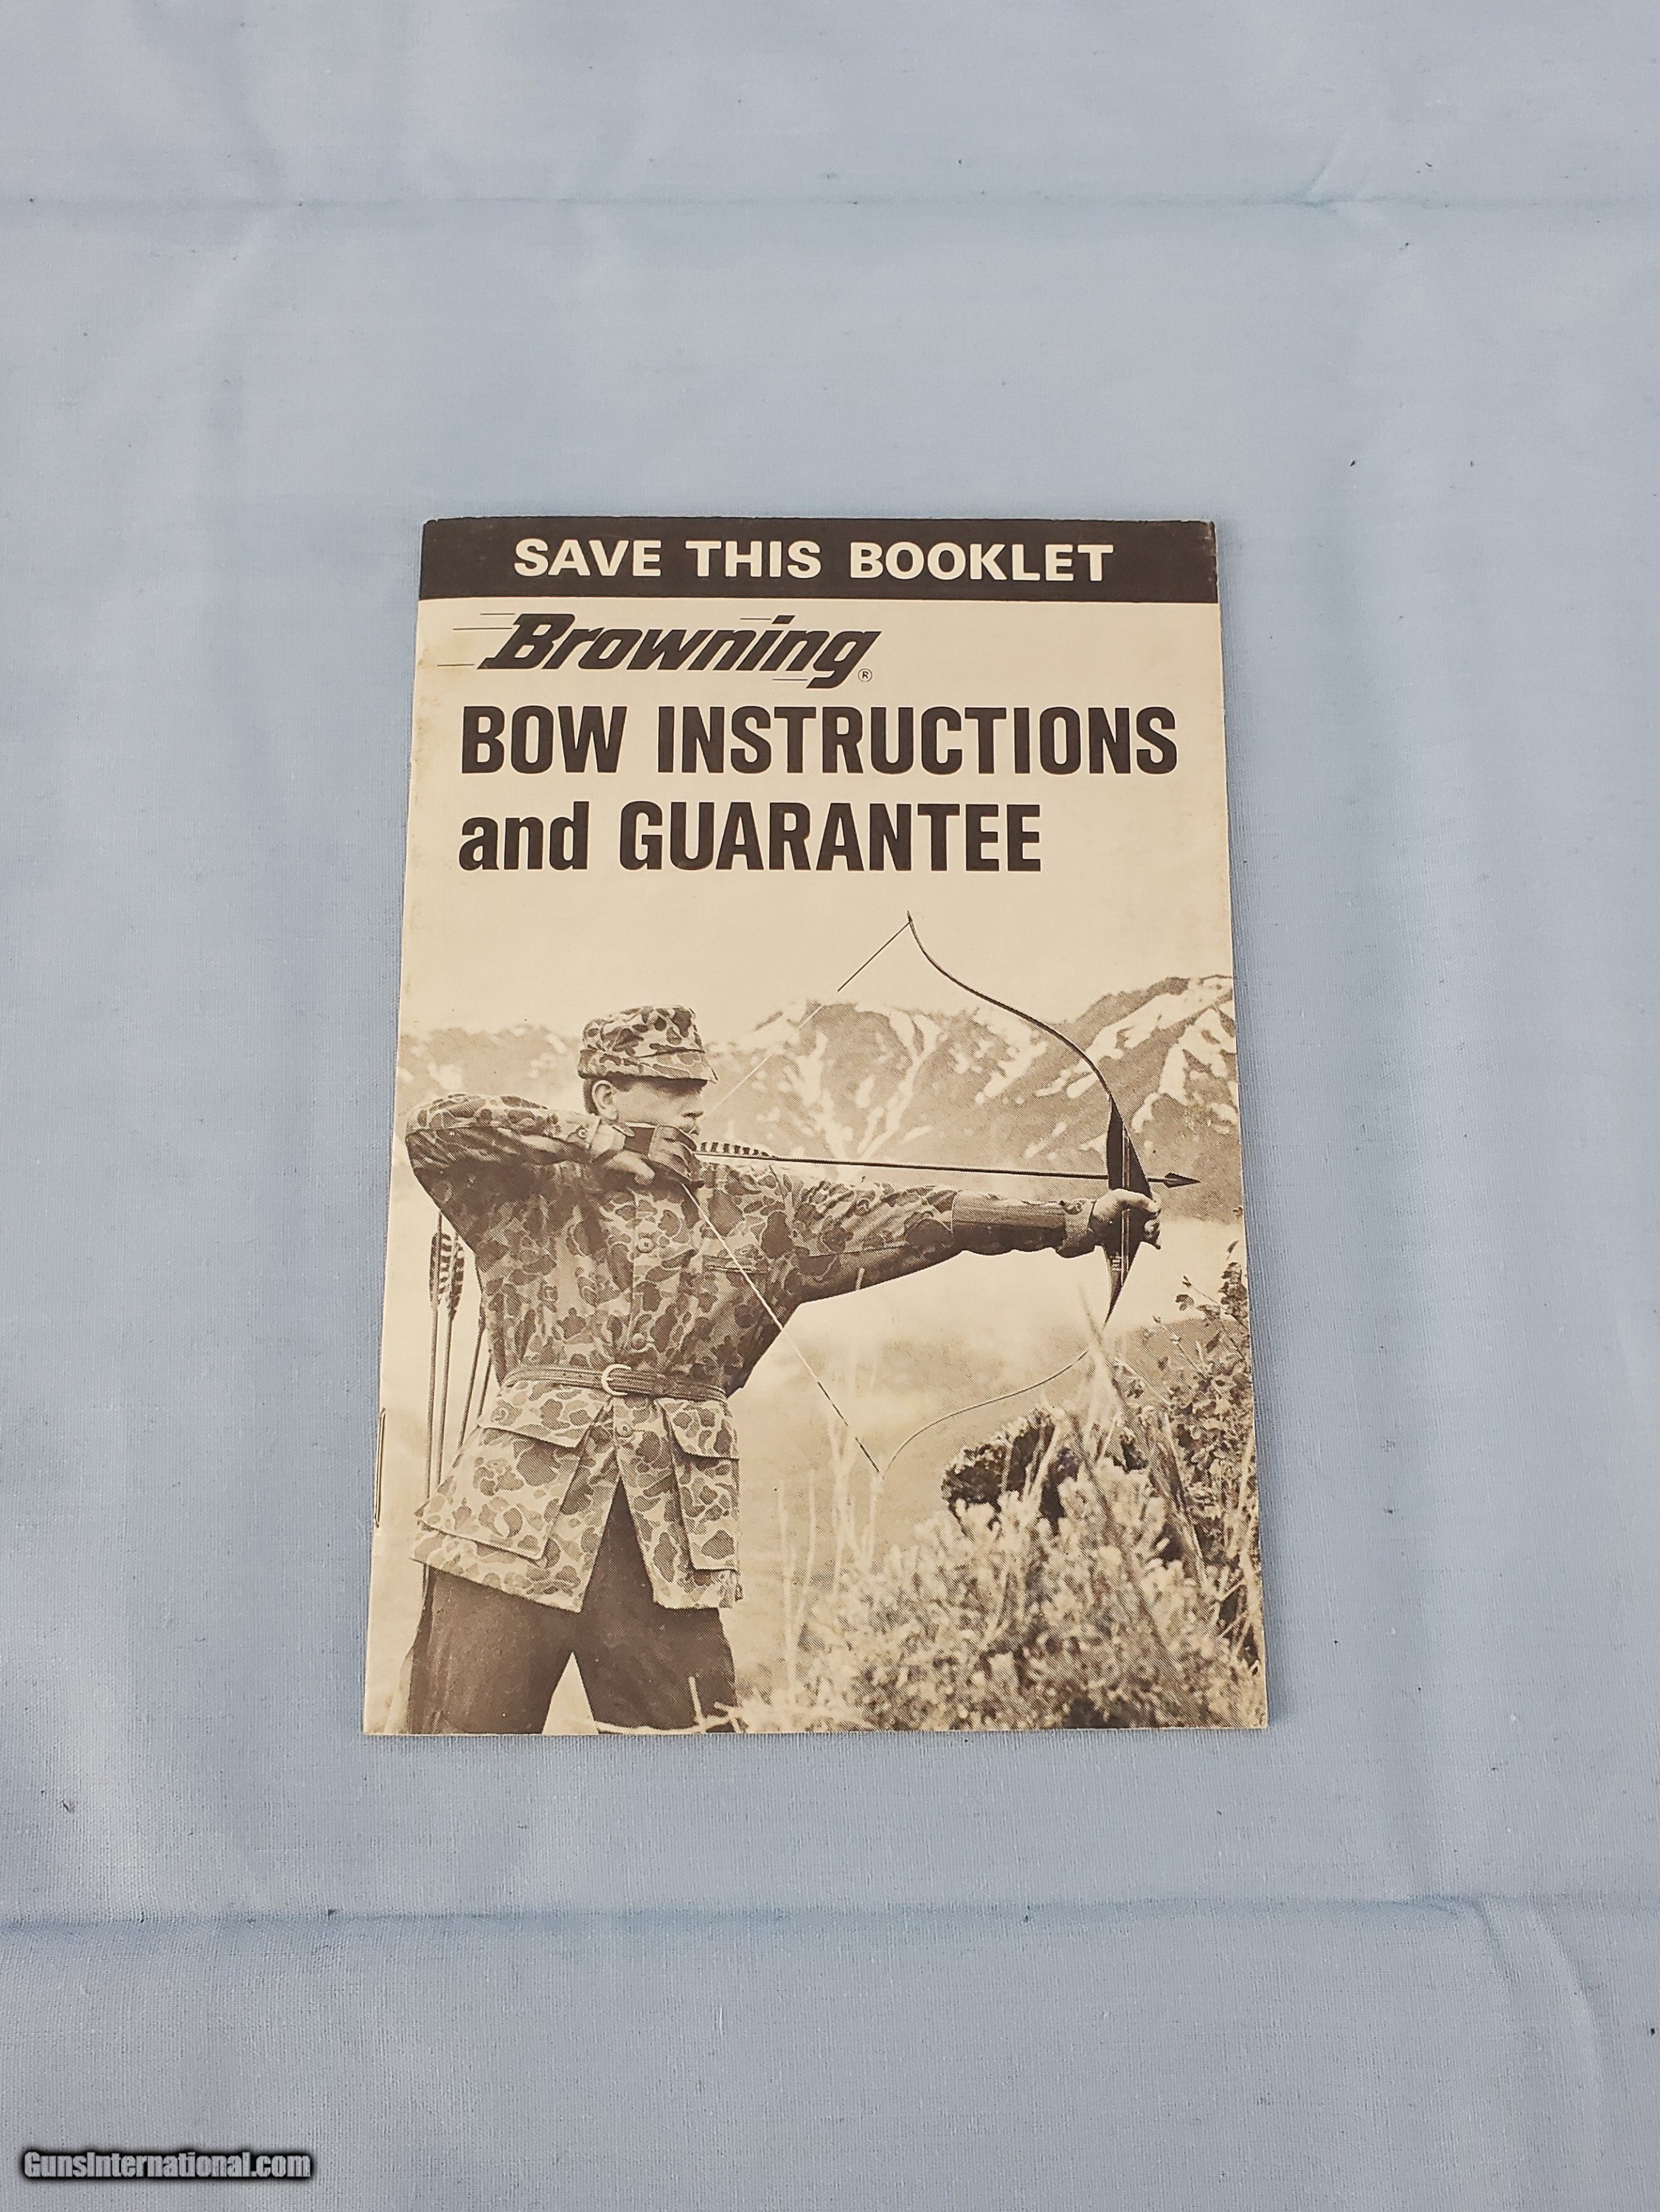 SAVE THIS BOOKLET
Browning®
BOW INSTRUCTIONS
and GUARANTEE
GunsInternational.com